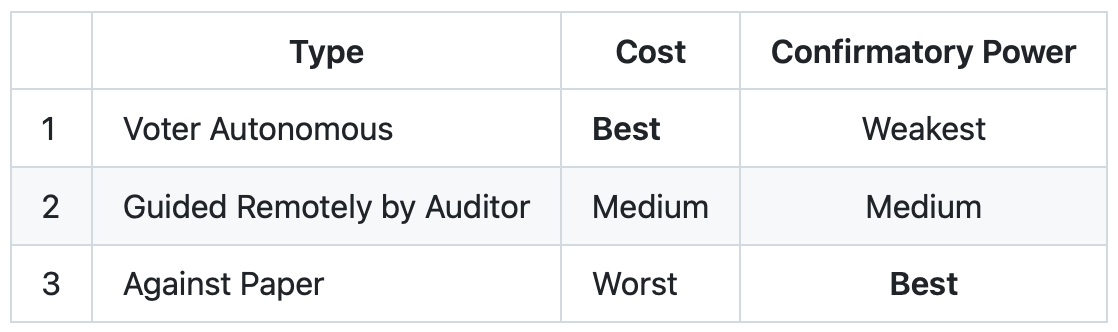 Type Cost Confirmatory Power
1 Voter Autonomous Best Weakest
2 Guided Remotely by Auditor Medium Medium
3 Against Paper Worst Best